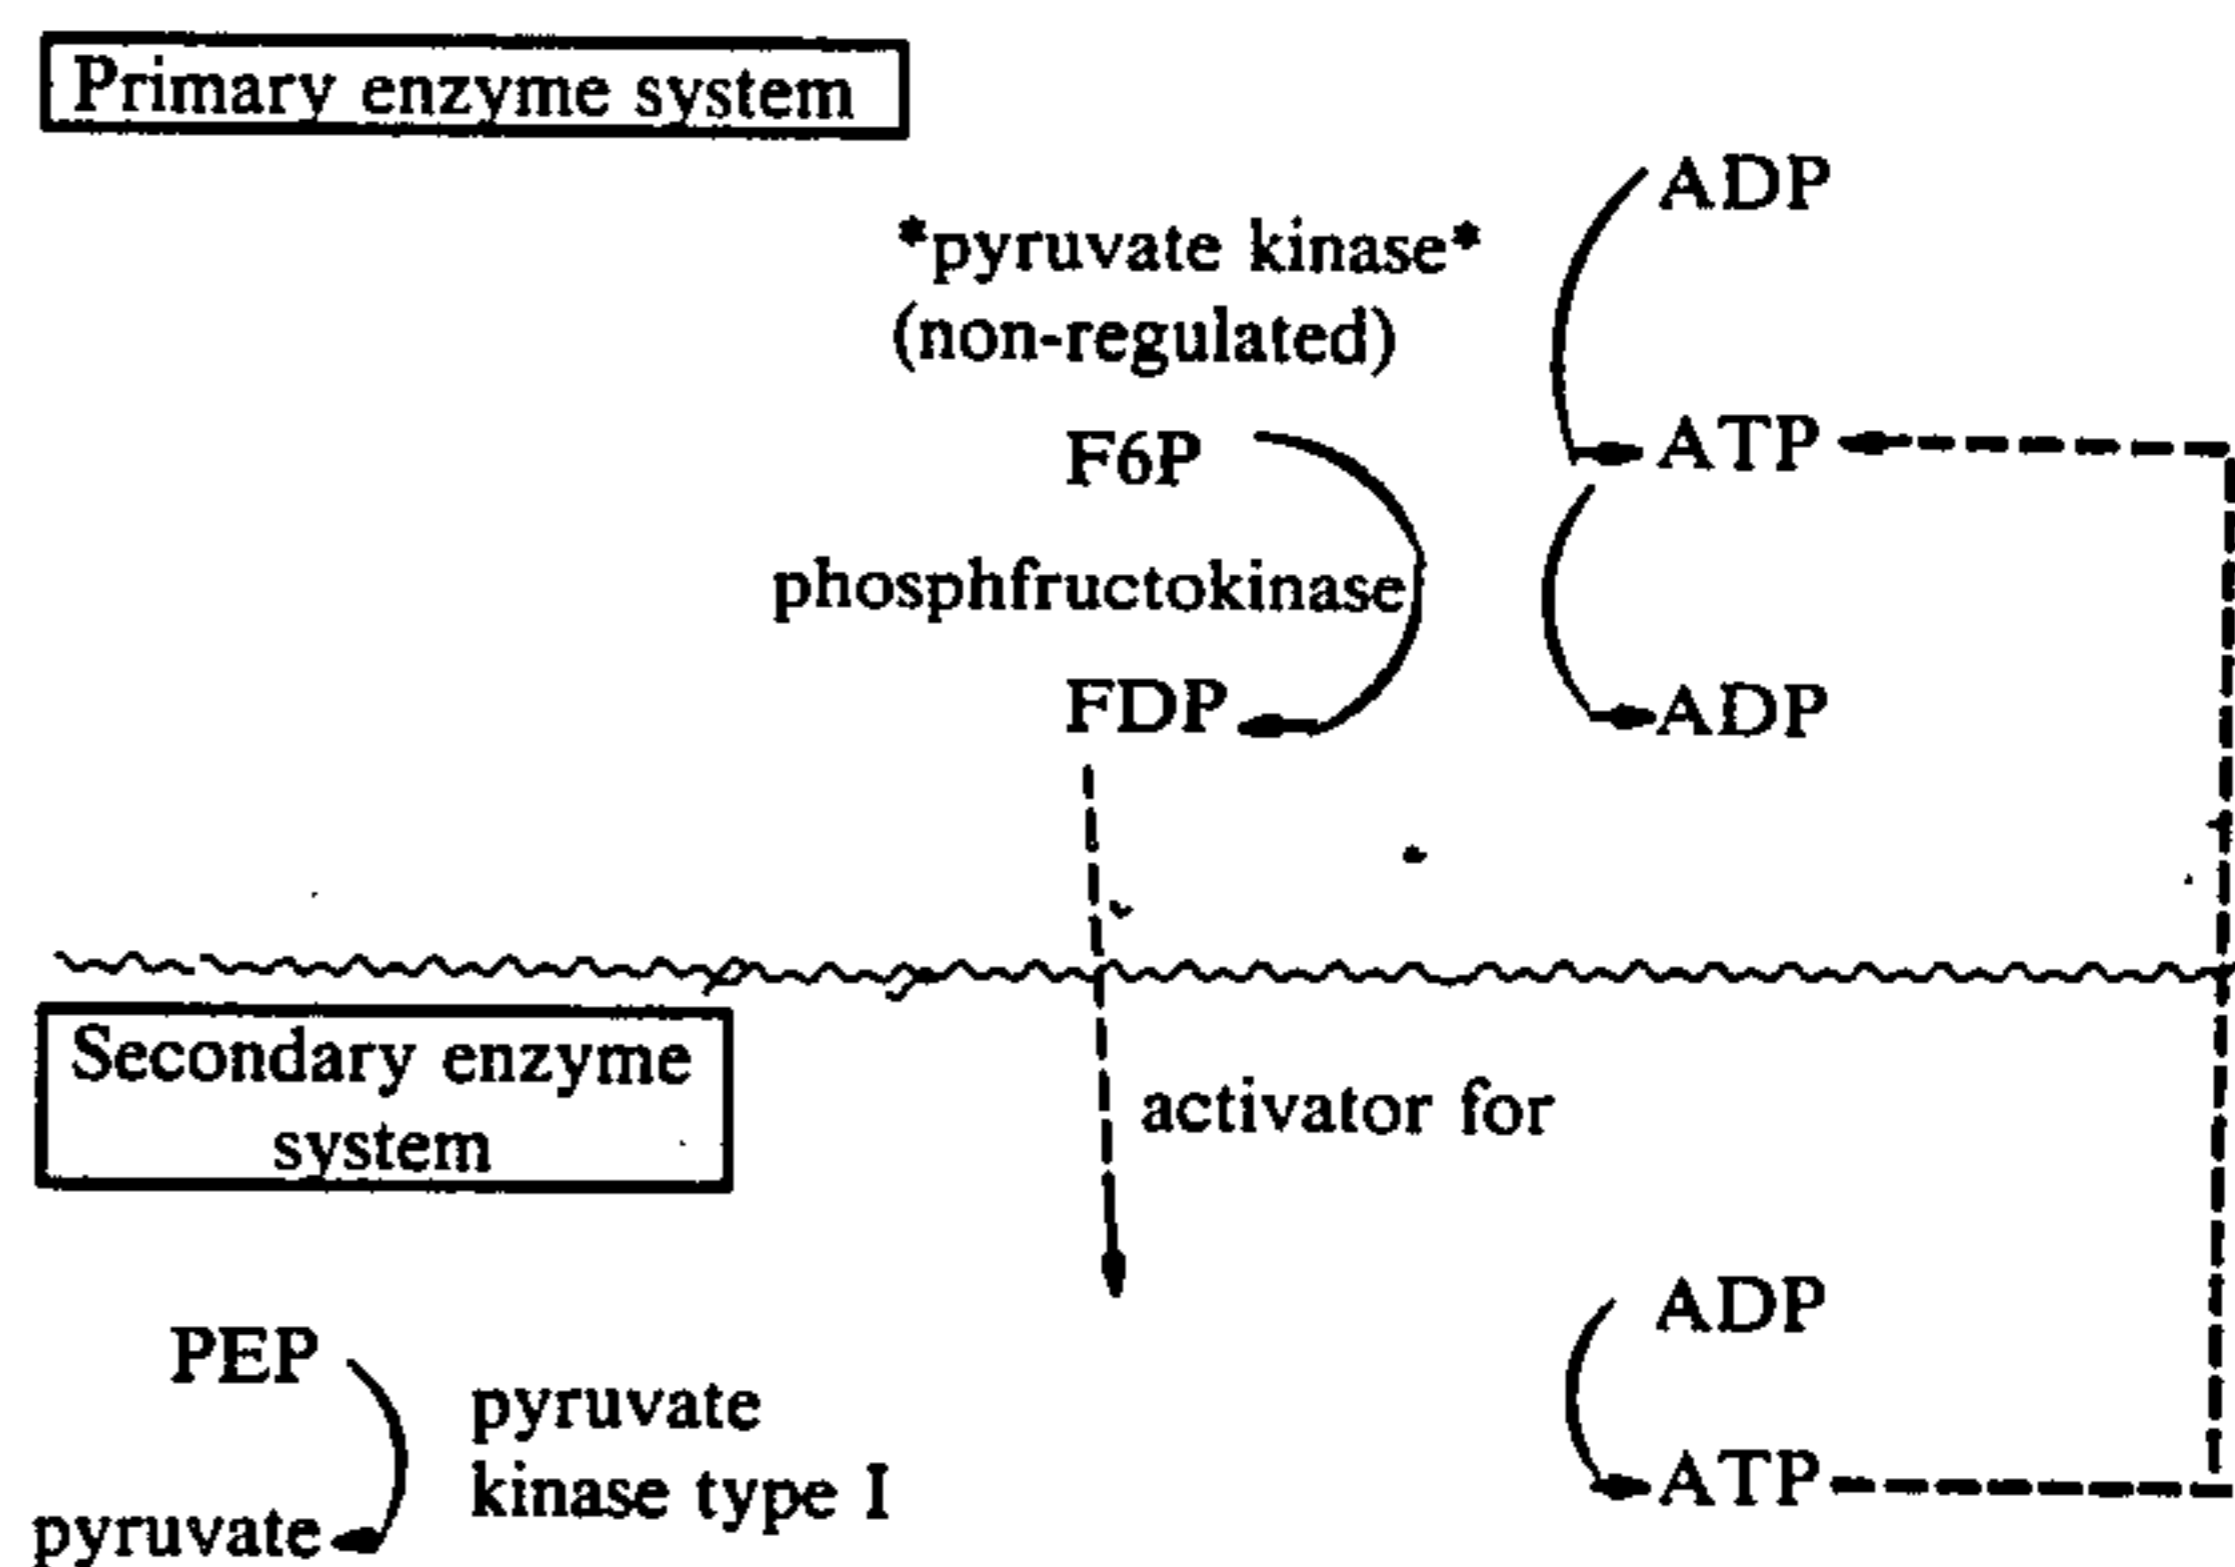 Primary enzyme system
ADP
*pyruvate kinase*
(non-regulated)
F6P
ATP
phosphfructokinase
FDP
ADP
Secondary enzyme
system
activator for
ADP
PEP
pyruvate
kinase type I
ATP
pyruvate